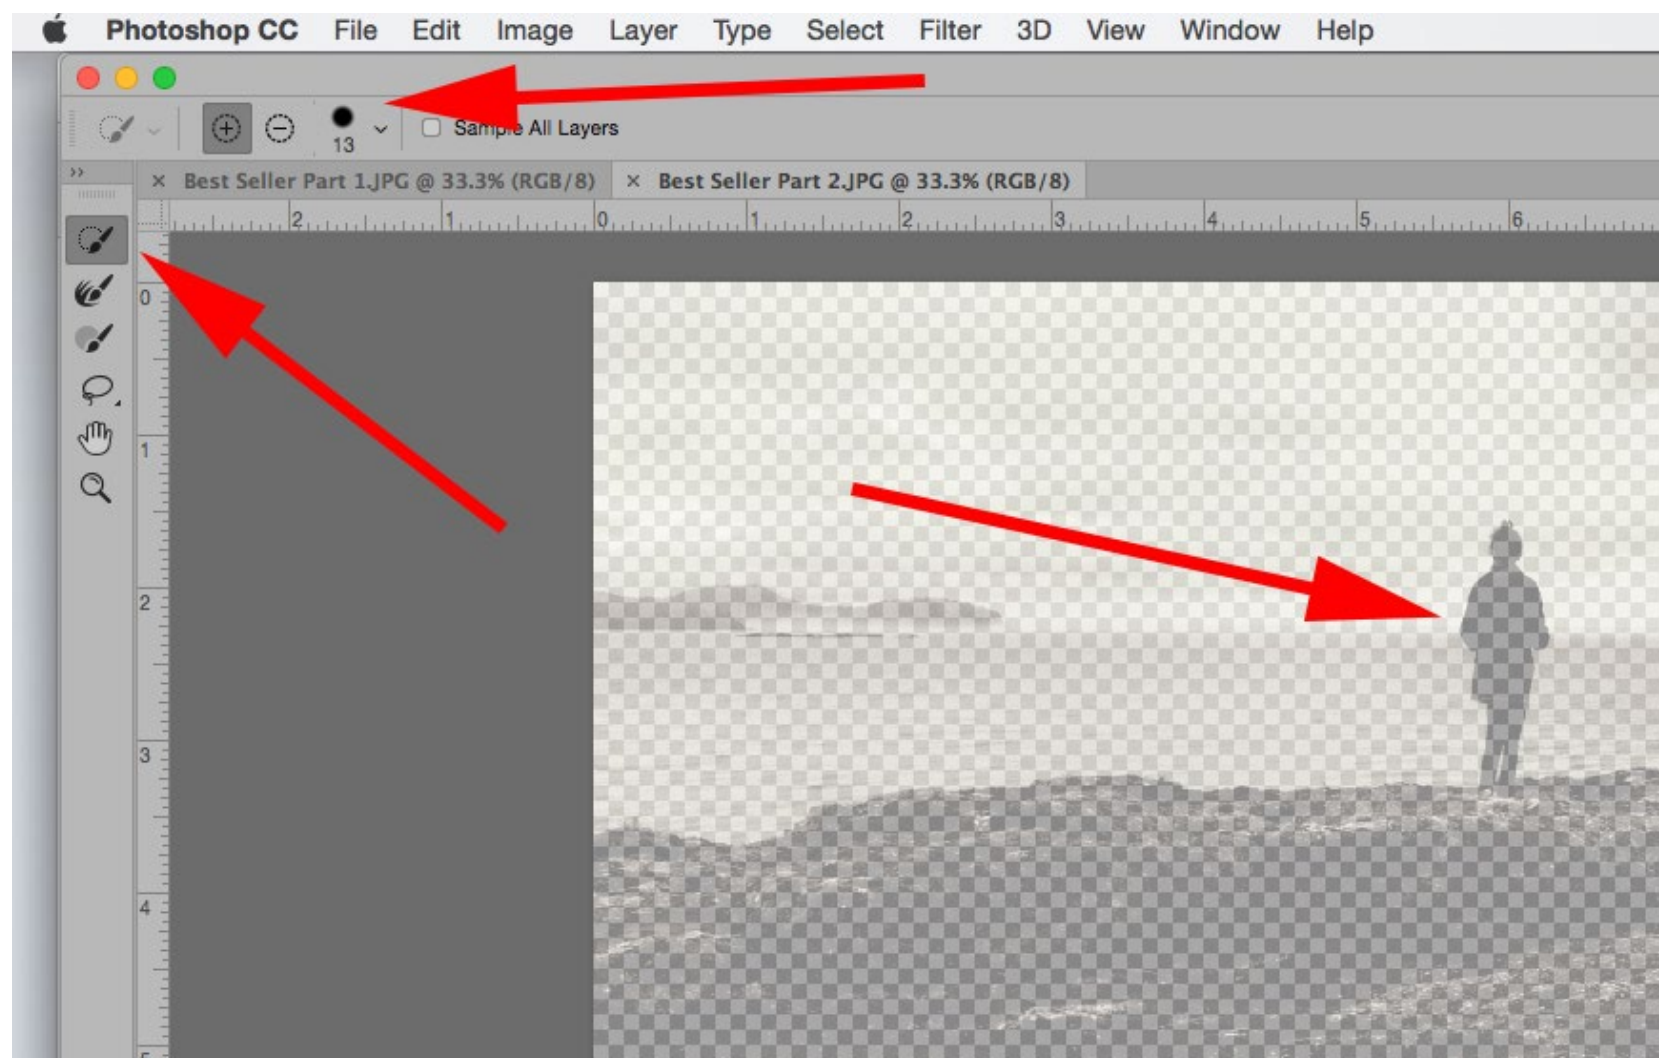 Photoshop CC File Edit Image Layer Type Select Filter 3D View Window Help
13 Sample All Layers
× Best Seller Part 1.JPG @ 33.3% (RGB/8) × Best Seller Part 2.JPG @ 33.3% (RGB/8)
2 1 0 1 2 3 4 5 6
0
1
2
3
4
5